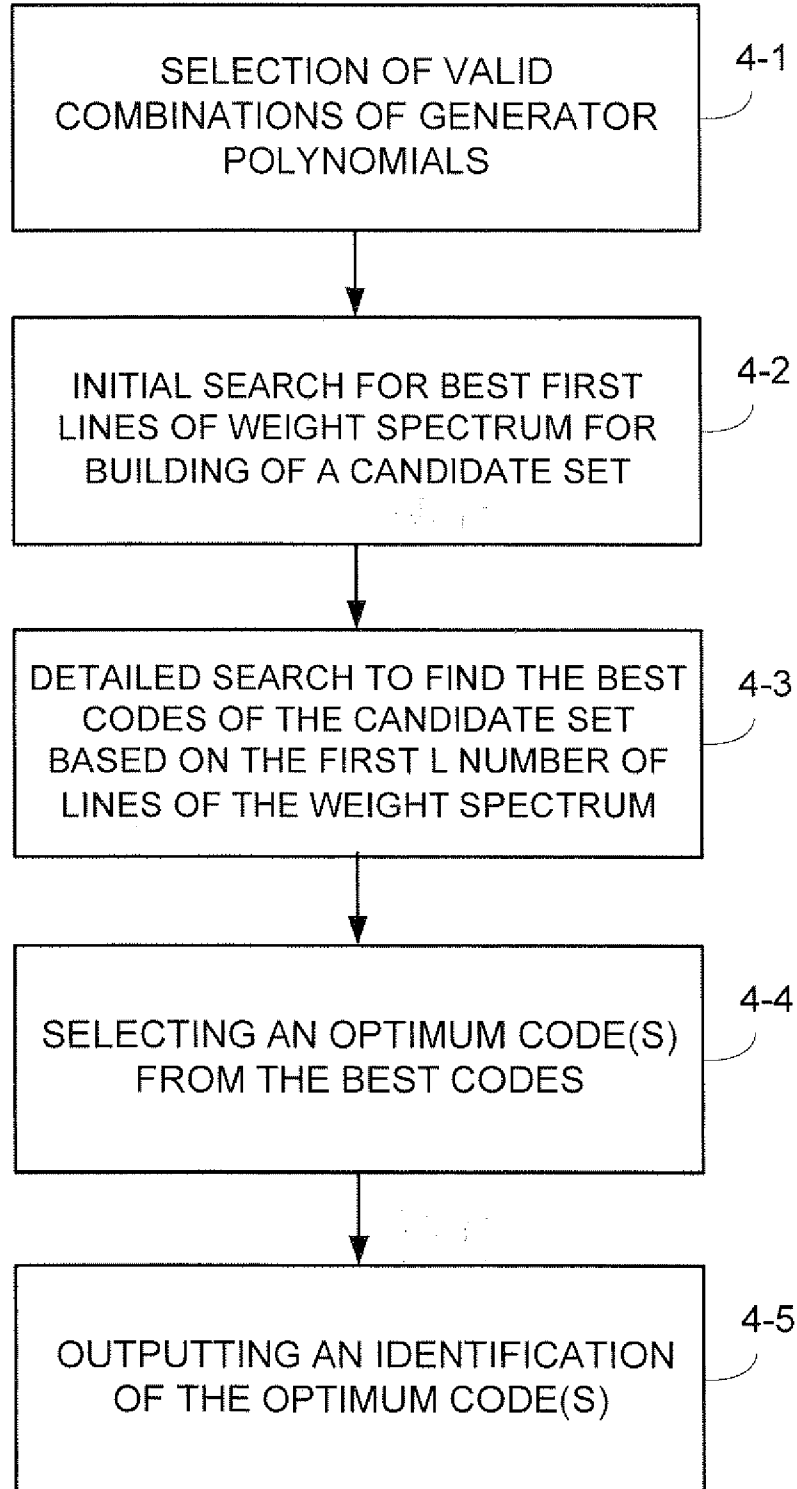 SELECTION OF VALID
COMBINATIONS OF GENERATOR
POLYNOMIALS
4-1
INITIAL SEARCH FOR BEST FIRST
LINES OF WEIGHT SPECTRUM FOR
BUILDING OF A CANDIDATE SET
4-2
DETAILED SEARCH TO FIND THE BEST
CODES OF THE CANDIDATE SET
BASED ON THE FIRST L NUMBER OF
LINES OF THE WEIGHT SPECTRUM
4-3
SELECTING AN OPTIMUM CODE(S)
FROM THE BEST CODES
4-4
OUTPUTTING AN IDENTIFICATION
OF THE OPTIMUM CODE(S)
4-5